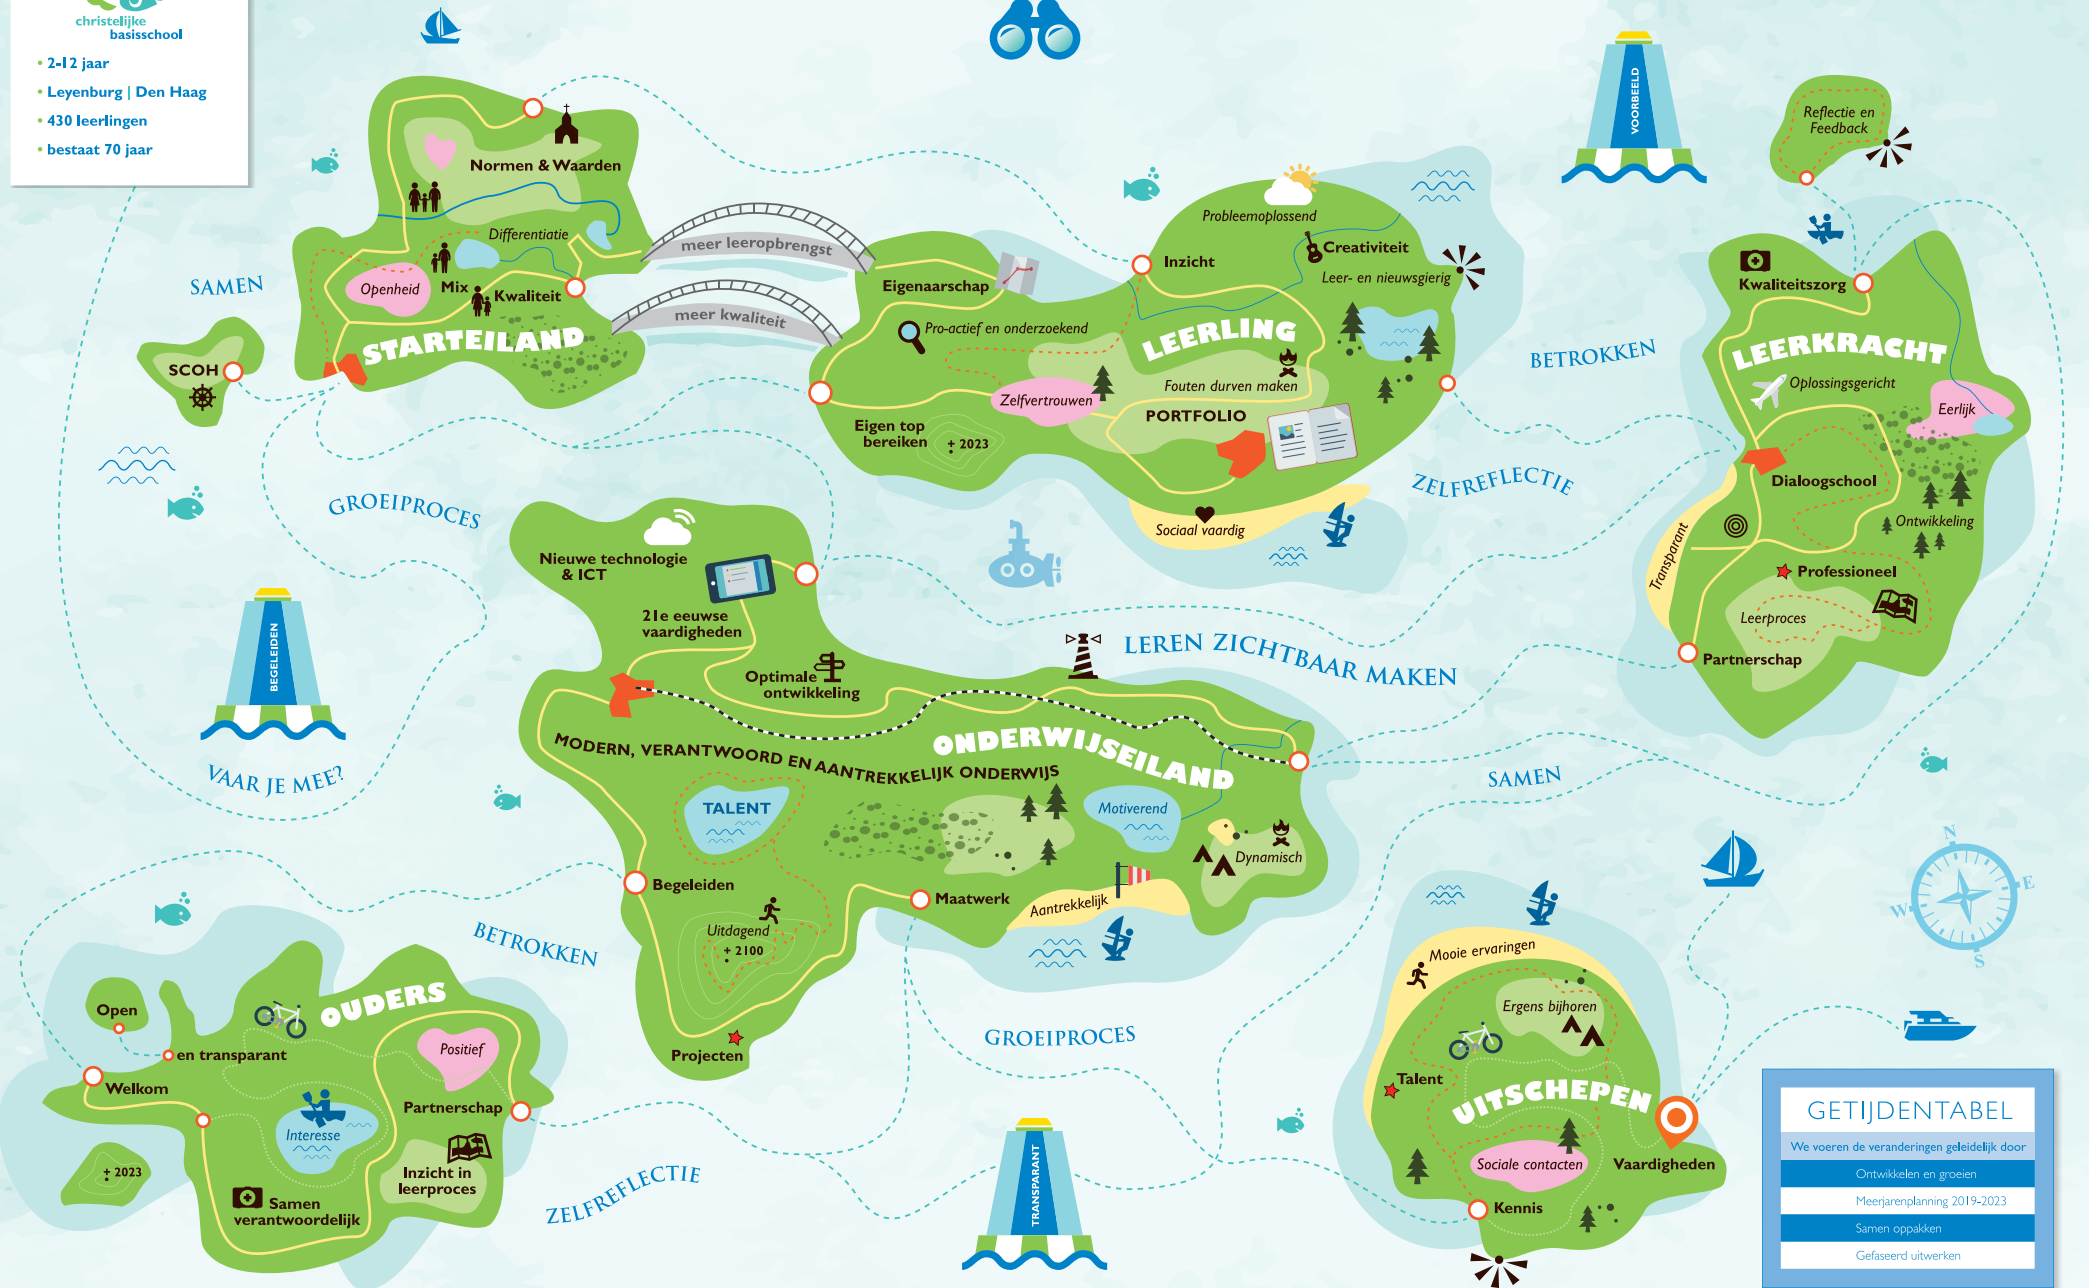 christelijke
basisschool
• 2-12 jaar
• Leyenburg | Den Haag
• 430 leerlingen
• bestaat 70 jaar
Normen & Waarden
Differentiatie
Openheid
Mix
Kwaliteit
STARTEILAND
SAMEN
SCOH
meer leeropbrengst
meer kwaliteit
Eigenaarschap
Pro-actief en onderzoekend
Inzicht
Probleemoplossend
Creativiteit
Leer- en nieuwsgierig
LEERLING
Fouten durven maken
Zelfvertrouwen
PORTFOLIO
Eigen top
bereiken
+ 2023
Sociaal vaardig
VOORBEELD
Reflectie en
Feedback
BETROKKEN
ZELFREFLECTIE
Kwaliteitszorg
LEERKRACHT
Oplossingsgericht
Eerlijk
Dialoogschool
Ontwikkeling
Transparant
Professioneel
Leerproces
Partnerschap
GROEIPROCES
BEGELEIDEN
VAAR JE MEE?
Nieuwe technologie
& ICT
21e eeuwse
vaardigheden
Optimale
ontwikkeling
LEREN ZICHTBAAR MAKEN
MODERN, VERANTWOORD EN AANTREKKELIJK ONDERWIJS
ONDERWIJSEILAND
TALENT
Motiverend
Dynamisch
Begeleiden
Maatwerk
Aantrekkelijk
Uitdagend
+ 2100
Projecten
SAMEN
BETROKKEN
GROEIPROCES
ZELFREFLECTIE
TRANSPARANT
OUDERS
Open
en transparant
Welkom
Positief
Partnerschap
Interesse
Inzicht in
leerproces
Samen
verantwoordelijk
+ 2023
Mooie ervaringen
Ergens bijhoren
Talent
UITSCHEPEN
Sociale contacten
Vaardigheden
Kennis
N
E
S
W
GETIJDENTABEL
We voeren de veranderingen geleidelijk door
Ontwikkelen en groeien
Meerjarenplanning 2019-2023
Samen oppakken
Gefaseerd uitwerken